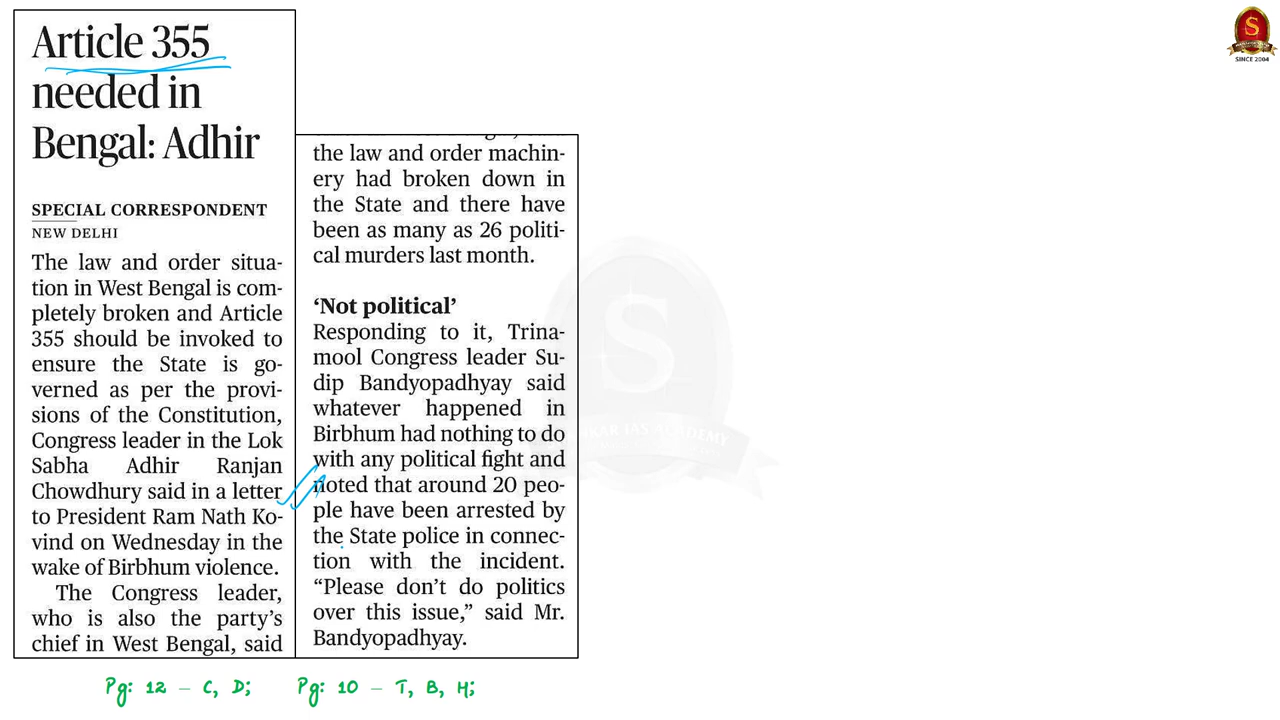 Article 355
needed in
Bengal: Adhir
SPECIAL CORRESPONDENT
NEW DELHI
The law and order situa-
tion in West Bengal is com-
pletely broken and Article
355 should be invoked to
ensure the State is go-
verned as per the provi-
sions of the Constitution,
Congress leader in the Lok
Sabha Adhir Ranjan
Chowdhury said in a letter
to President Ram Nath Ko-
vind on Wednesday in the
wake of Birbhum violence.
The Congress leader,
who is also the party's
chief in West Bengal, said
the law and order machin-
ery had broken down in
the State and there have
been as many as 26 politi-
cal murders last month.
‘Not political’
Responding to it, Trina-
mool Congress leader Su-
dip Bandyopadhyay said
whatever happened in
Birbhum had nothing to do
with any political fight and
noted that around 20 peo-
ple have been arrested by
the State police in connec-
tion with the incident.
“Please don’t do politics
over this issue,” said Mr.
Bandyopadhyay.
Pg: 12 – C, D; Pg: 10 – T, B, H;
S
SINCE 2004
S
KAR IAS ACADEMY